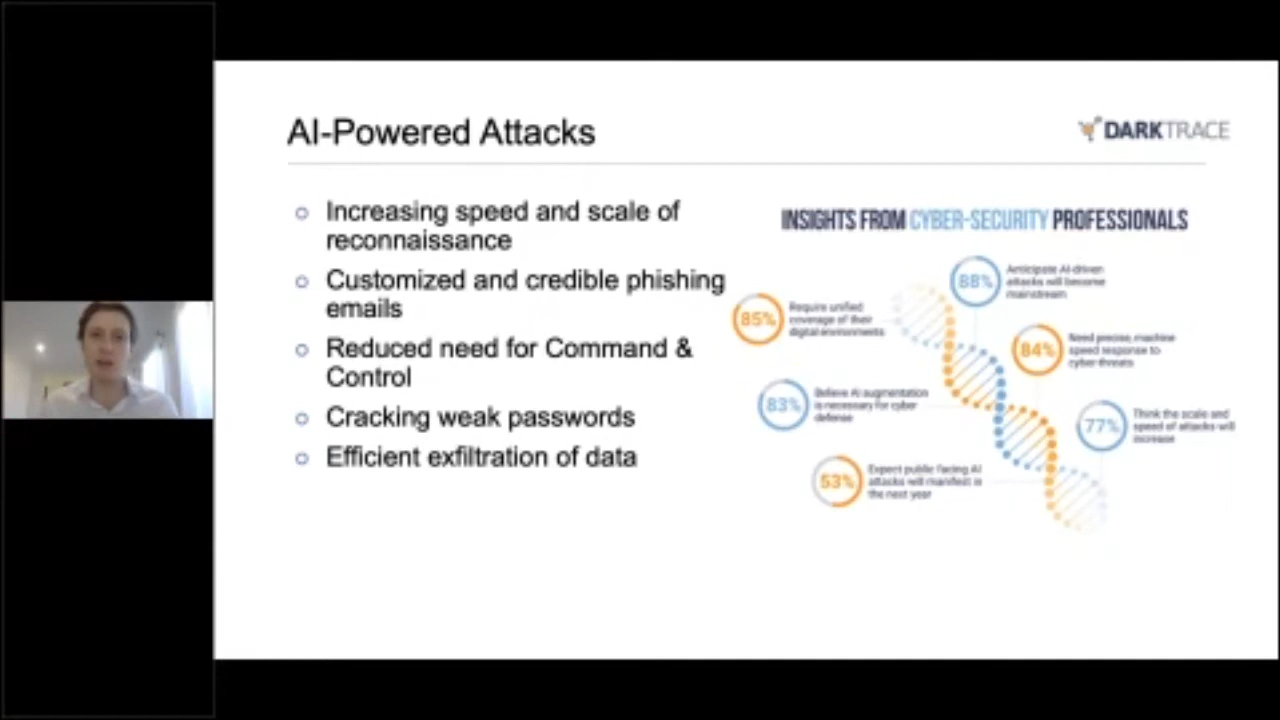 AI-Powered Attacks
DARKTRACE
Increasing speed and scale of
reconnaissance
Customized and credible phishing
emails
Reduced need for Command &
Control
Cracking weak passwords
Efficient exfiltration of data
INSIGHTS FROM CYBER-SECURITY PROFESSIONALS
88%
Anticipate AI-driven
attacks will become
mainstream
85%
Require unified
coverage of their
digital environments
84%
Need precise, machine
speed response to
cyber-threats
83%
Believe AI augmentation
is necessary for cyber
defense
77%
Think the scale and
speed of attacks will
increase
53%
Expect public facing AI
attacks will manifest in
the next year